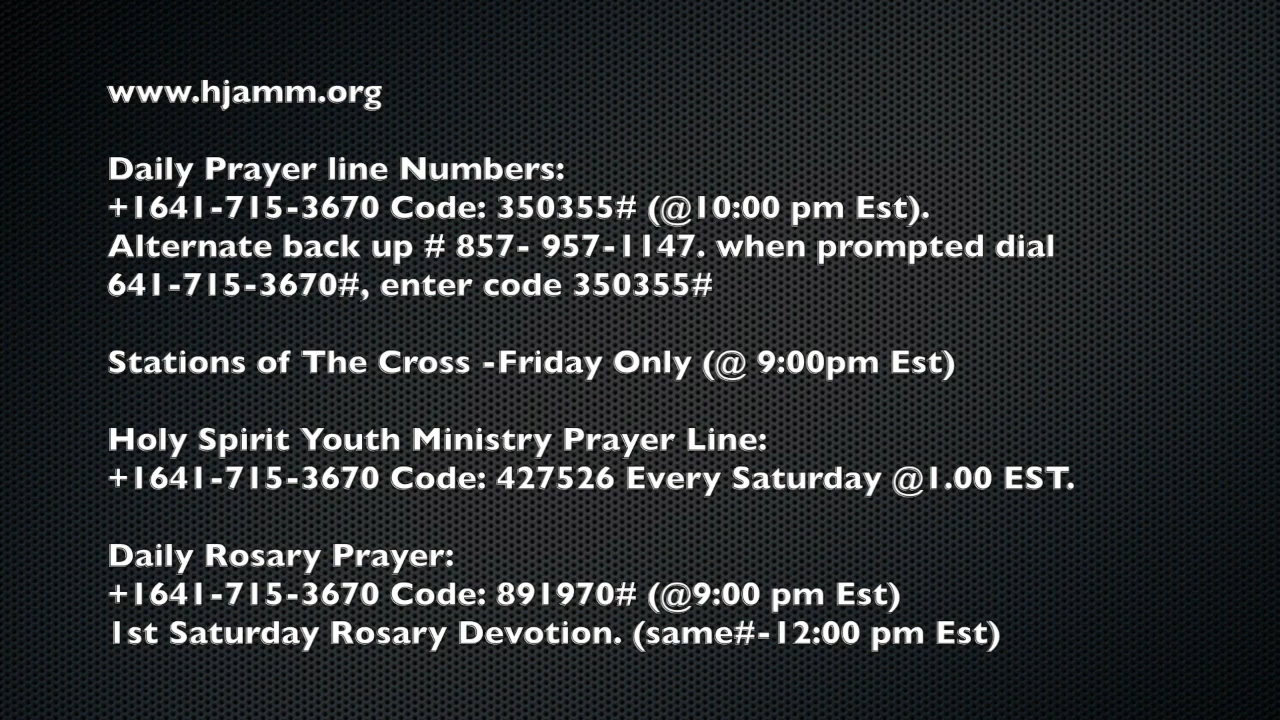 www.hjamm.org
Daily Prayer line Numbers:
+1641-715-3670 Code: 350355# (@10:00 pm Est).
Alternate back up # 857- 957-1147. when prompted dial
641-715-3670#, enter code 350355#
Stations of The Cross -Friday Only (@ 9:00pm Est)
Holy Spirit Youth Ministry Prayer Line:
+1641-715-3670 Code: 427526 Every Saturday @1.00 EST.
Daily Rosary Prayer:
+1641-715-3670 Code: 891970# (@9:00 pm Est)
1st Saturday Rosary Devotion. (same#-12:00 pm Est)